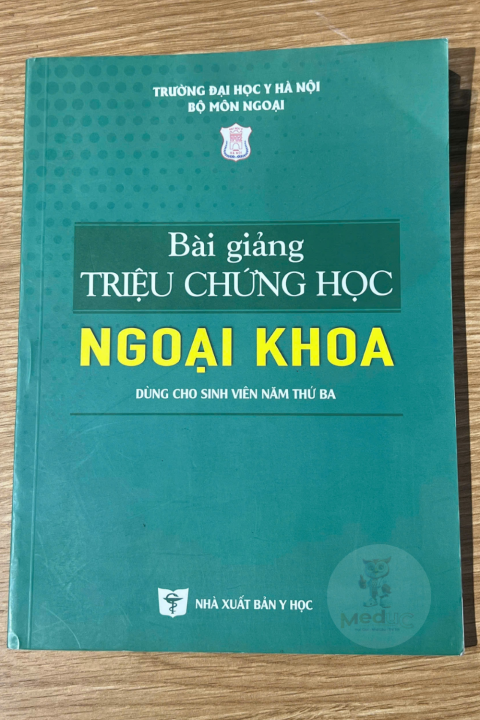 TRƯỜNG ĐẠI HỌC Y HÀ NỘI
BỘ MÔN NGOẠI
Bài giảng
TRIỆU CHỨNG HỌC
NGOẠI KHOA
DÙNG CHO SINH VIÊN NĂM THỨ BA
NHÀ XUẤT BẢN Y HỌC